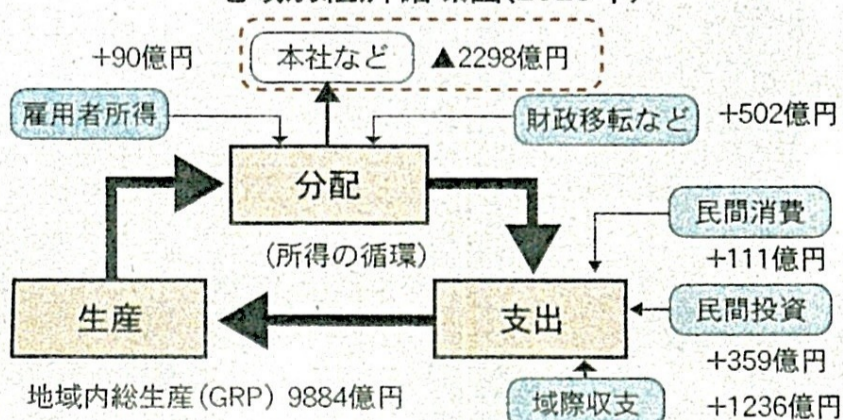 +90億円
本社など
▲2298億円
雇用者所得
財政移転など
+502億円
分配
民間消費
(所得の循環)
+111億円
生産
支出
民間投資
+359億円
地域内総生産(GRP) 9884億円
域際収支
+1236億円